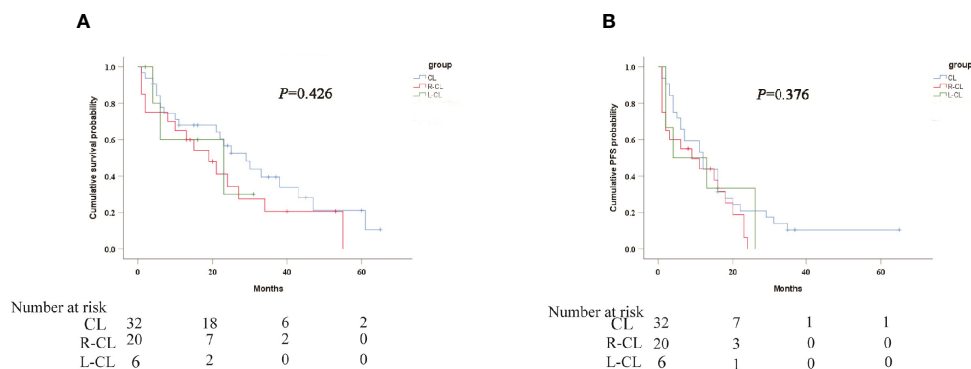 A
group
CL
R-CL
L-CL
P=0.426
Cumulative survival probability
1.0
0.8
0.6
0.4
0.2
0.0
0 20 40 60
Months
Number at risk
CL 32 18 6 2
R-CL 20 7 2 0
L-CL 6 2 0 0
B
group
CL
R-CL
L-CL
P=0.376
Cumulative PFS probability
1.0
0.8
0.6
0.4
0.2
0.0
0 20 40 60
Months
Number at risk
CL 32 7 1 1
R-CL 20 3 0 0
L-CL 6 1 0 0